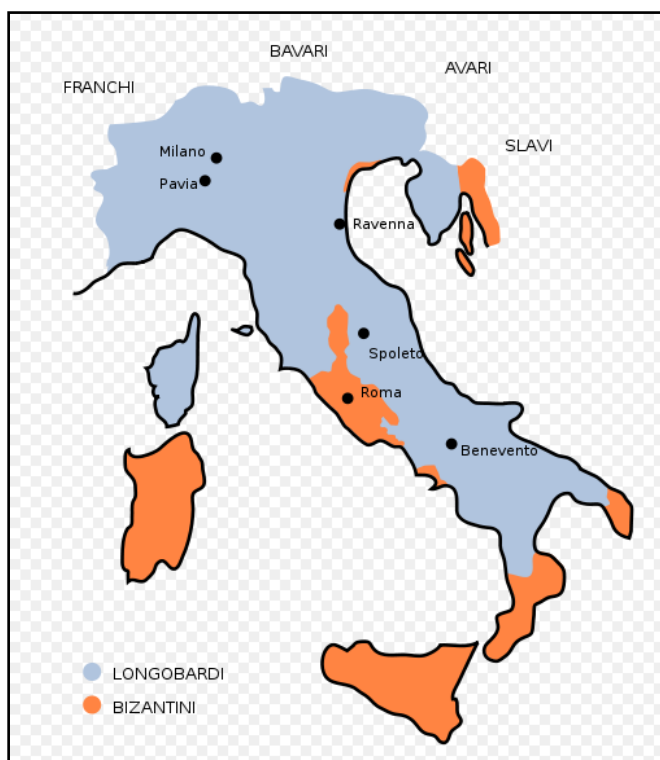 BAVARI
AVARI
FRANCHI
SLAVI
Milano
Pavia
Ravenna
Spoleto
Roma
Benevento
LONGOBARDI
BIZANTINI